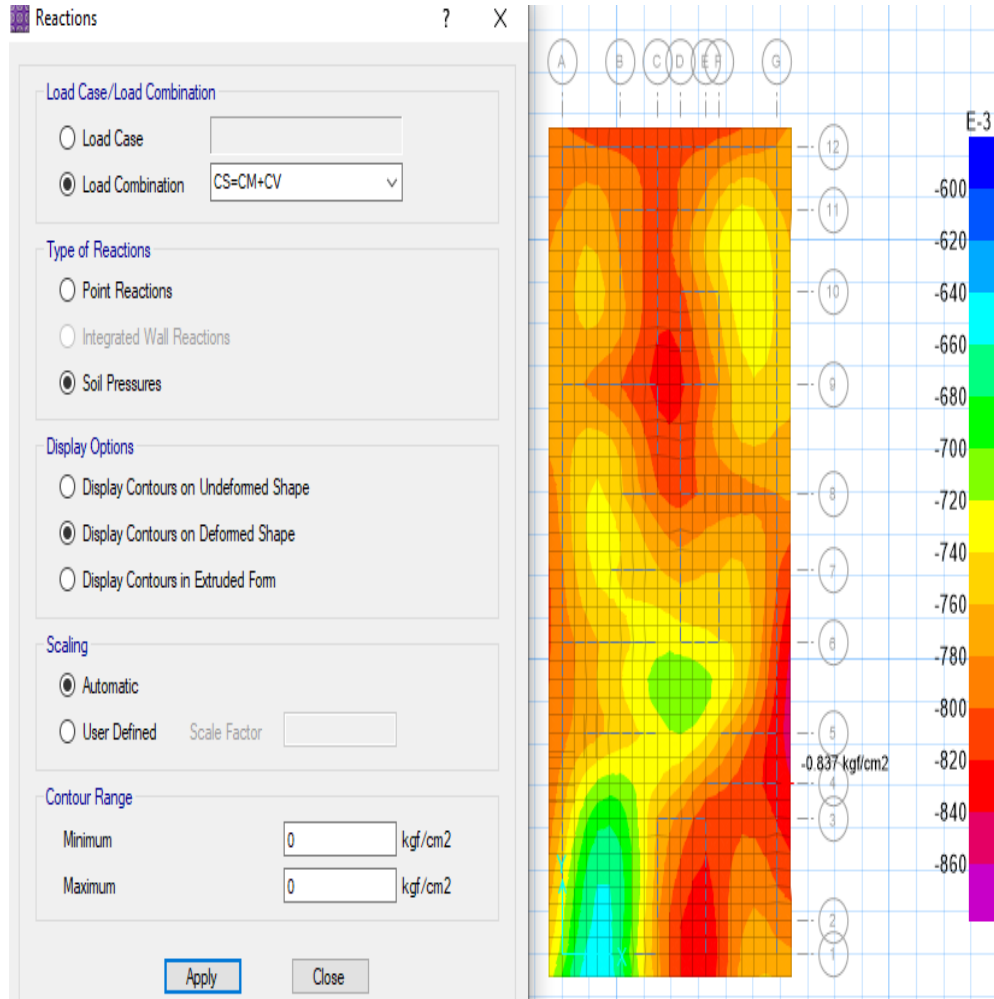 Reactions
?
X
Load Case/Load Combination
Load Case
Load Combination
CS=CM+CV
Type of Reactions
Point Reactions
Integrated Wall Reactions
Soil Pressures
Display Options
Display Contours on Undeformed Shape
Display Contours on Deformed Shape
Display Contours in Extruded Form
Scaling
Automatic
User Defined
Scale Factor
Contour Range
Minimum
0
kgf/cm2
Maximum
0
kgf/cm2
Apply
Close
A
B
C
D
E
F
G
12
11
10
9
8
7
6
5
-0.837 kgf/cm2
4
3
2
1
X
E-3
-600
-620
-640
-660
-680
-700
-720
-740
-760
-780
-800
-820
-840
-860